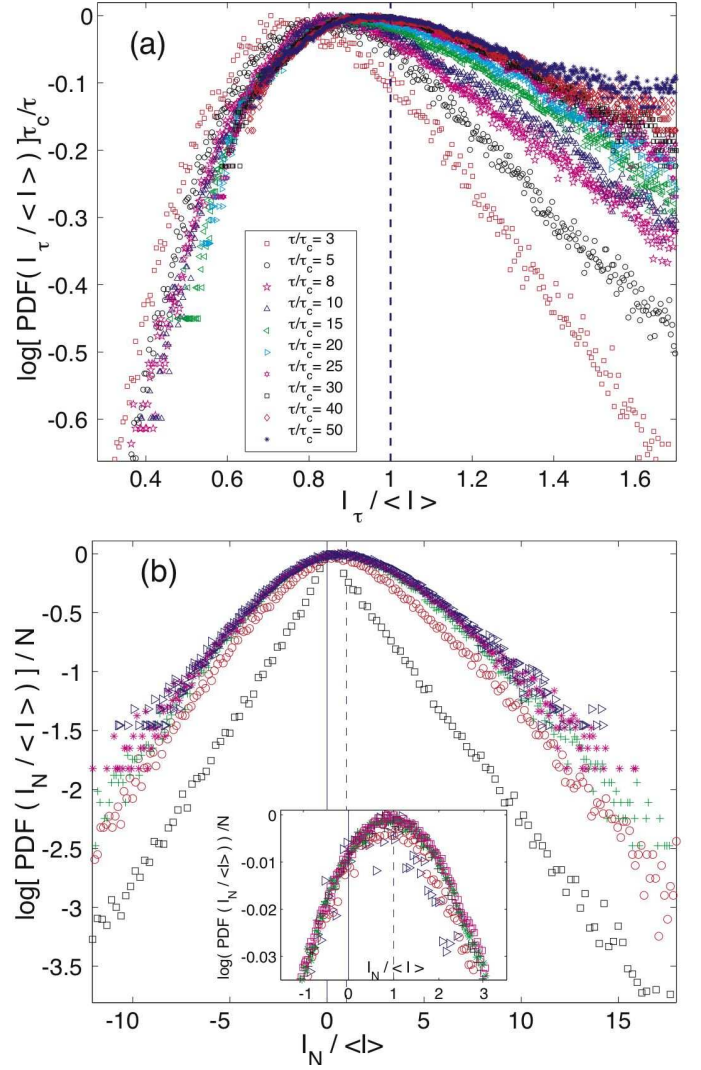 (a)
log[ PDF( I_τ / < I > ) ]τ_c/τ
0
-0.1
-0.2
-0.3
-0.4
-0.5
-0.6
τ/τ_c= 3
τ/τ_c= 5
τ/τ_c= 8
τ/τ_c= 10
τ/τ_c= 15
τ/τ_c= 20
τ/τ_c= 25
τ/τ_c= 30
τ/τ_c= 40
τ/τ_c= 50
0.4 0.6 0.8 1 1.2 1.4 1.6
I_τ / < I >
(b)
log[ PDF ( I_N / <I> ) ] / N
0
-0.5
-1
-1.5
-2
-2.5
-3
-3.5
log( PDF ( I_N / <I> ) ) /N
0
-0.01
-0.02
-0.03
I_N / <I>
-1 0 1 2 3
-10 -5 0 5 10 15
I_N / <I>